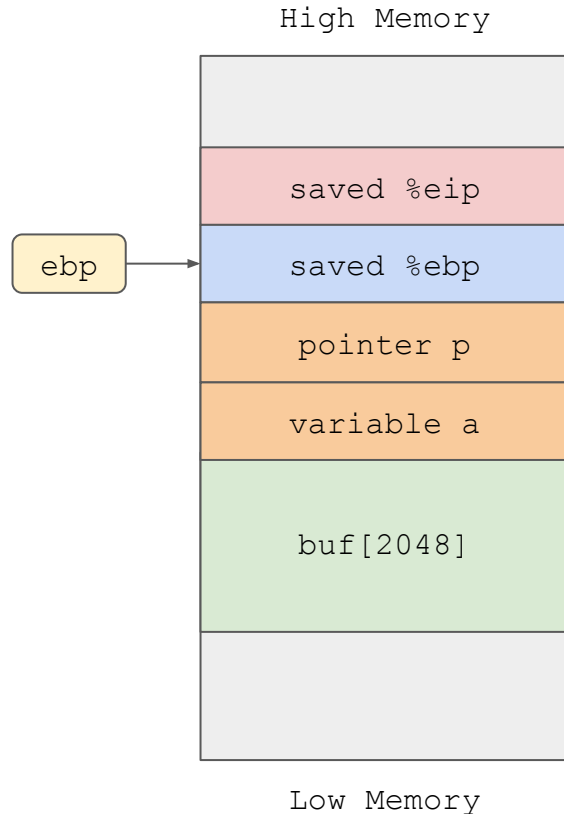 High Memory
saved %eip
ebp
saved %ebp
pointer p
variable a
buf[2048]
Low Memory